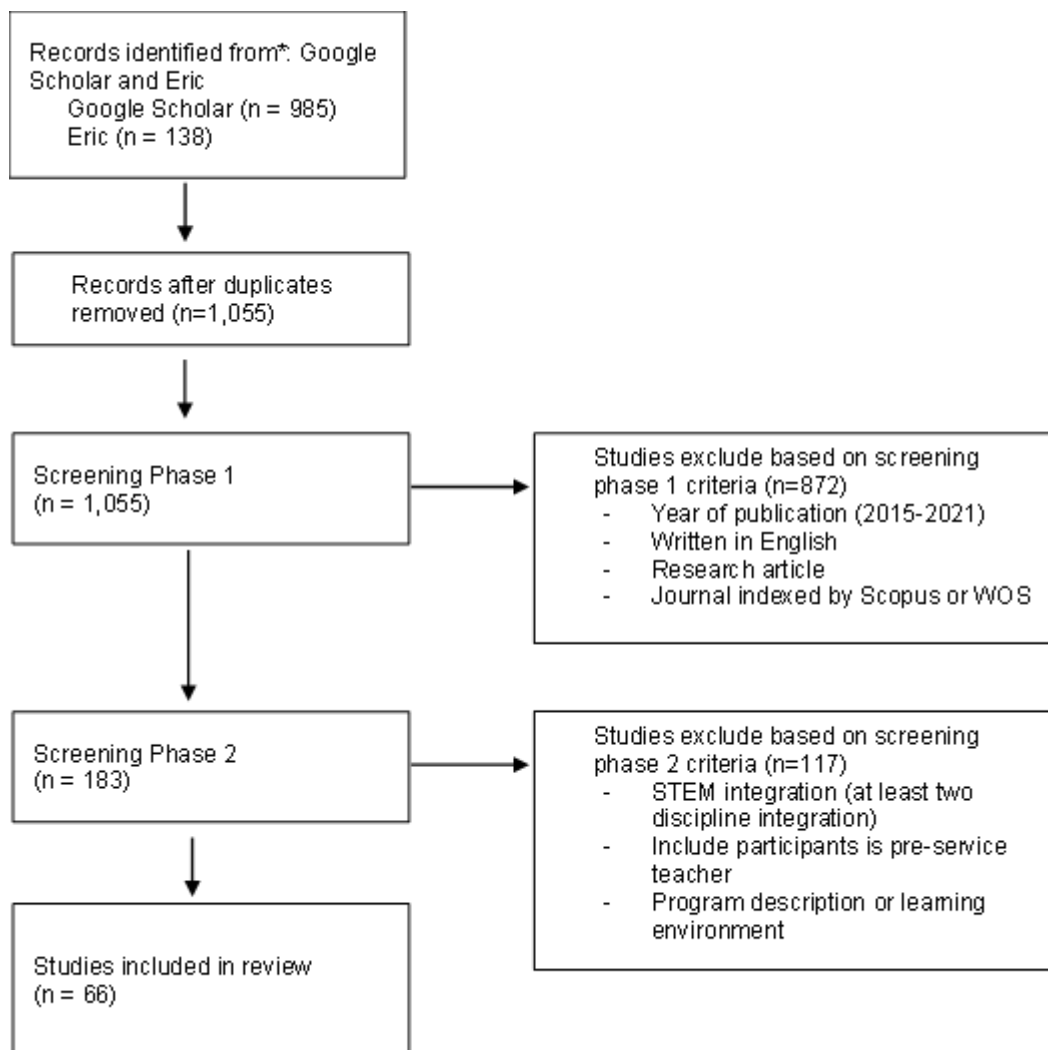 Records identified from*: Google
Scholar and Eric
Google Scholar (n = 985)
Eric (n = 138)
Records after duplicates
removed (n=1,055)
Screening Phase 1
(n = 1,055)
Studies exclude based on screening
phase 1 criteria (n=872)
- Year of publication (2015-2021)
- Written in English
- Research article
- Journal indexed by Scopus or WOS
Screening Phase 2
(n = 183)
Studies exclude based on screening
phase 2 criteria (n=117)
- STEM integration (at least two
discipline integration)
- Include participants is pre-service
teacher
- Program description or learning
environment
Studies included in review
(n = 66)